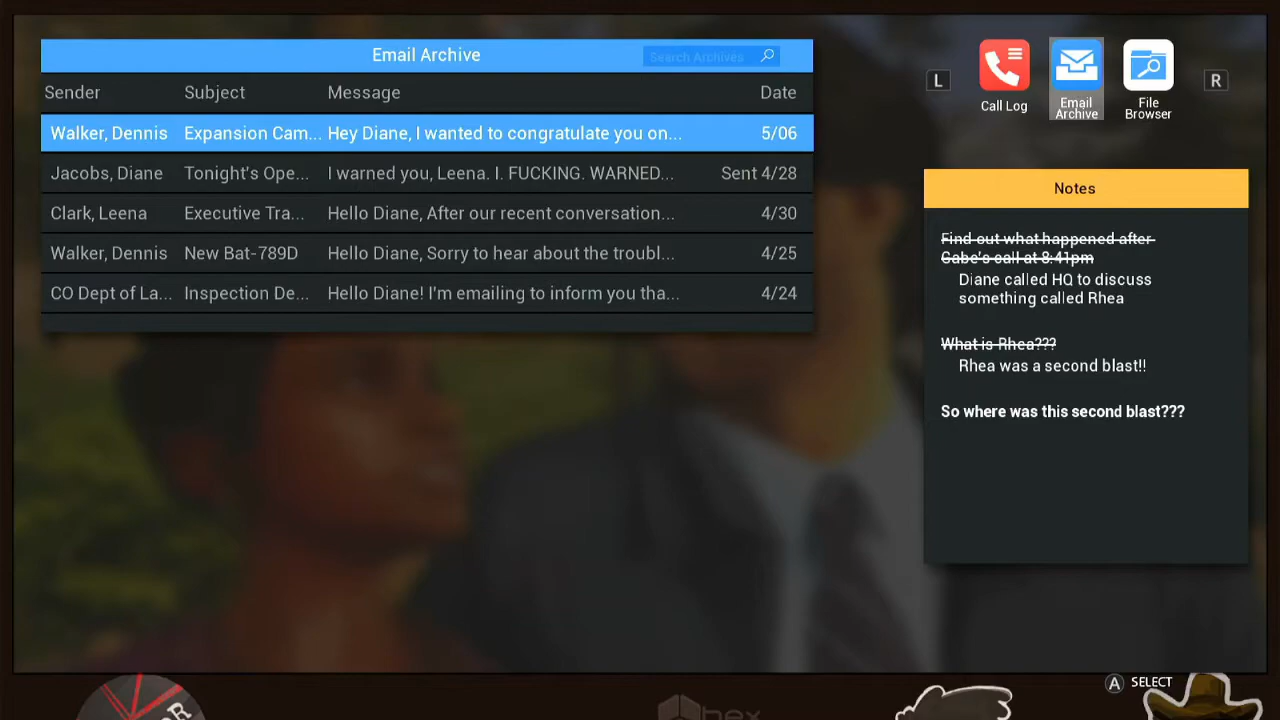 Email Archive
Search Archives
Sender Subject Message Date
Walker, Dennis Expansion Cam... Hey Diane, I wanted to congratulate you on... 5/06
Jacobs, Diane Tonight's Ope... I warned you, Leena. I. FUCKING. WARNED... Sent 4/28
Clark, Leena Executive Tra... Hello Diane, After our recent conversation... 4/30
Walker, Dennis New Bat-789D Hello Diane, Sorry to hear about the troubl... 4/25
CO Dept of La... Inspection De... Hello Diane! I'm emailing to inform you tha... 4/24
L
Call Log
Email
Archive
File
Browser
R
Notes
Find out what happened after
Gabe's call at 8:41pm
Diane called HQ to discuss
something called Rhea
What is Rhea???
Rhea was a second blast!!
So where was this second blast???
A SELECT
hex